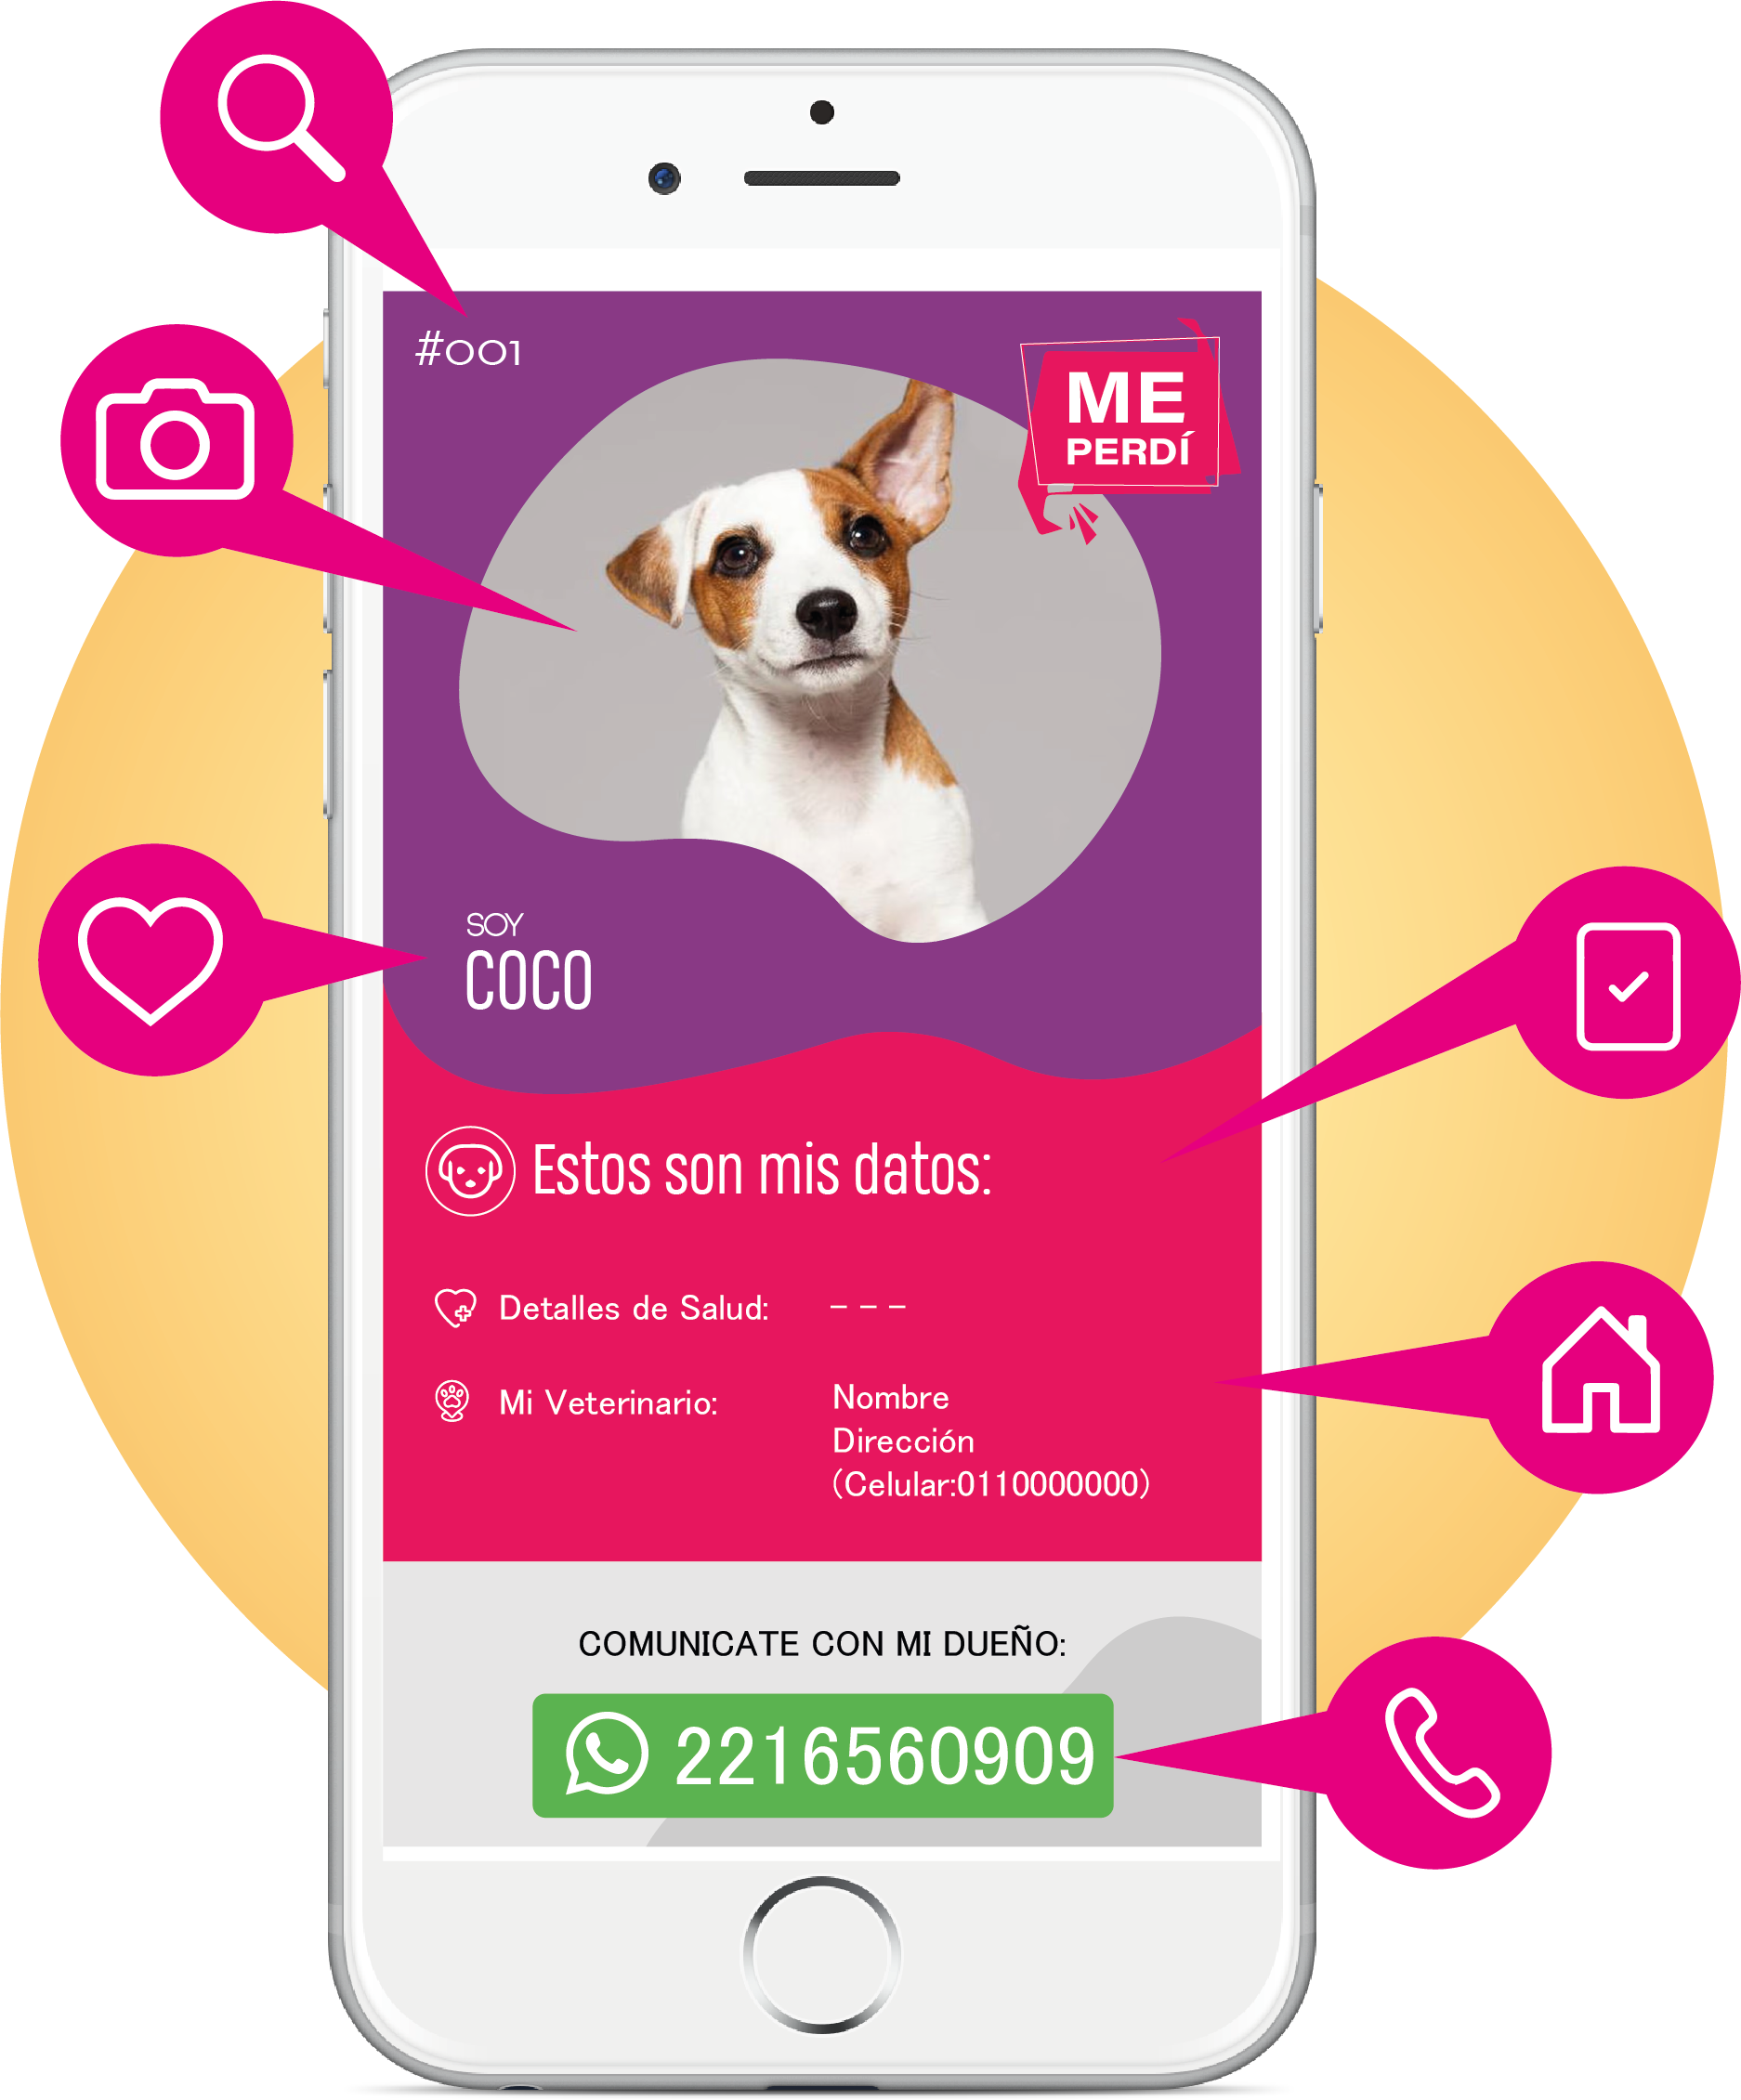 #001
ME
PERDÍ
SOY
COCO
Estos son mis datos:
Detalles de Salud: - - -
Mi Veterinario: Nombre
Dirección
(Celular:0110000000)
COMUNICATE CON MI DUEÑO:
2216560909